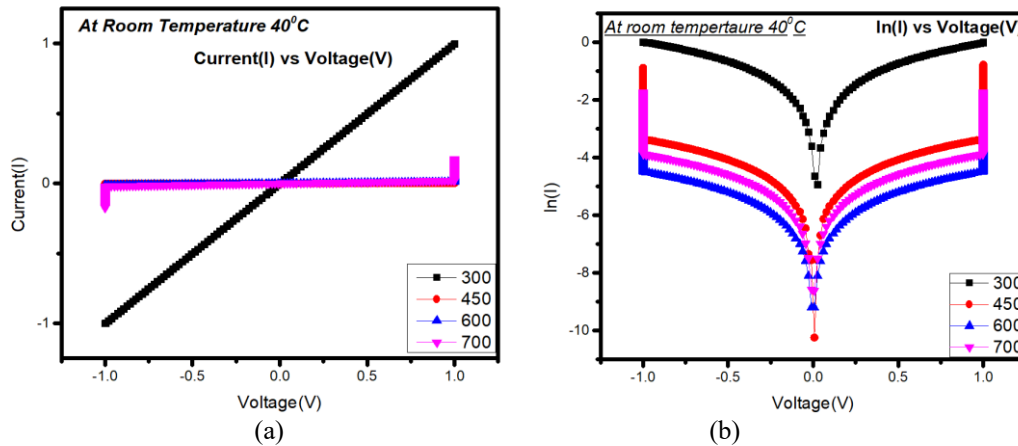 At Room Temperature 40⁰C
Current(I) vs Voltage(V)
Current(I)
1
0
-1
-1.0
-0.5
0.0
0.5
1.0
Voltage(V)
300
450
600
700
(a)
At room tempertaure 40⁰C
ln(I) vs Voltage(V)
ln(I)
0
-2
-4
-6
-8
-10
-1.0
-0.5
0.0
0.5
1.0
Voltage(V)
300
450
600
700
(b)